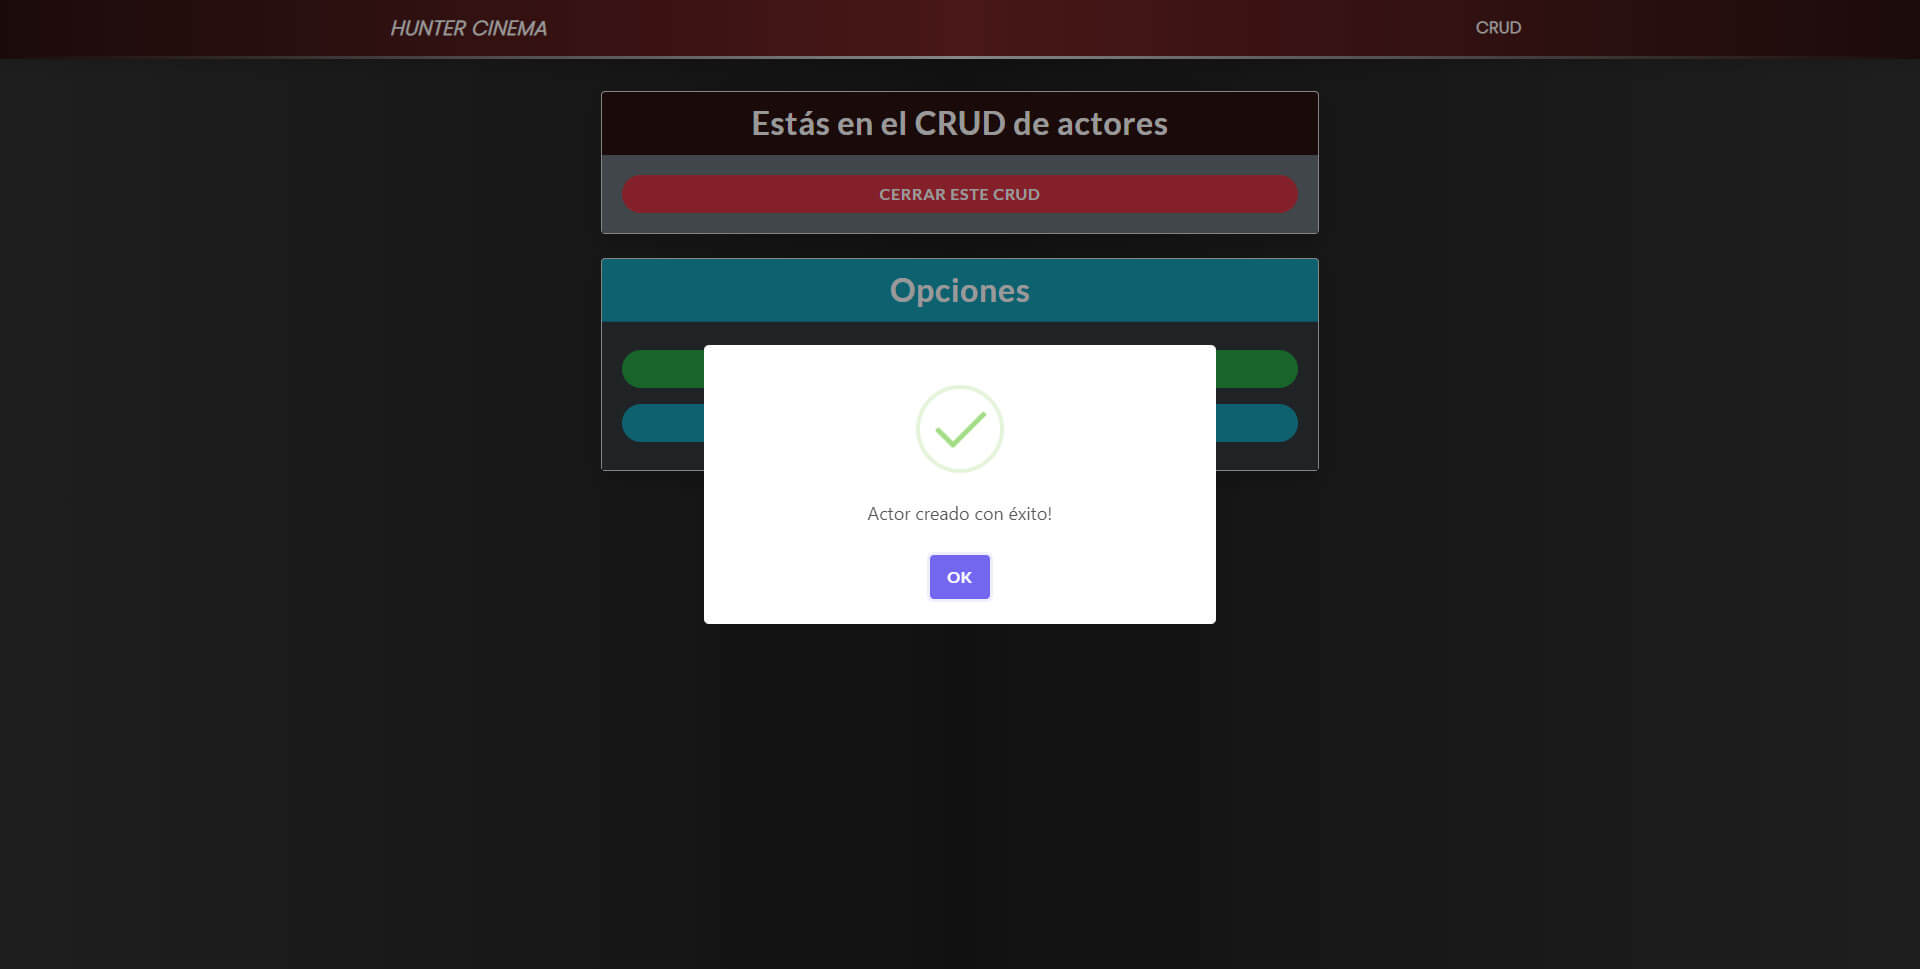 HUNTER CINEMA
CRUD
Estás en el CRUD de actores
CERRAR ESTE CRUD
Opciones
Actor creado con éxito!
OK